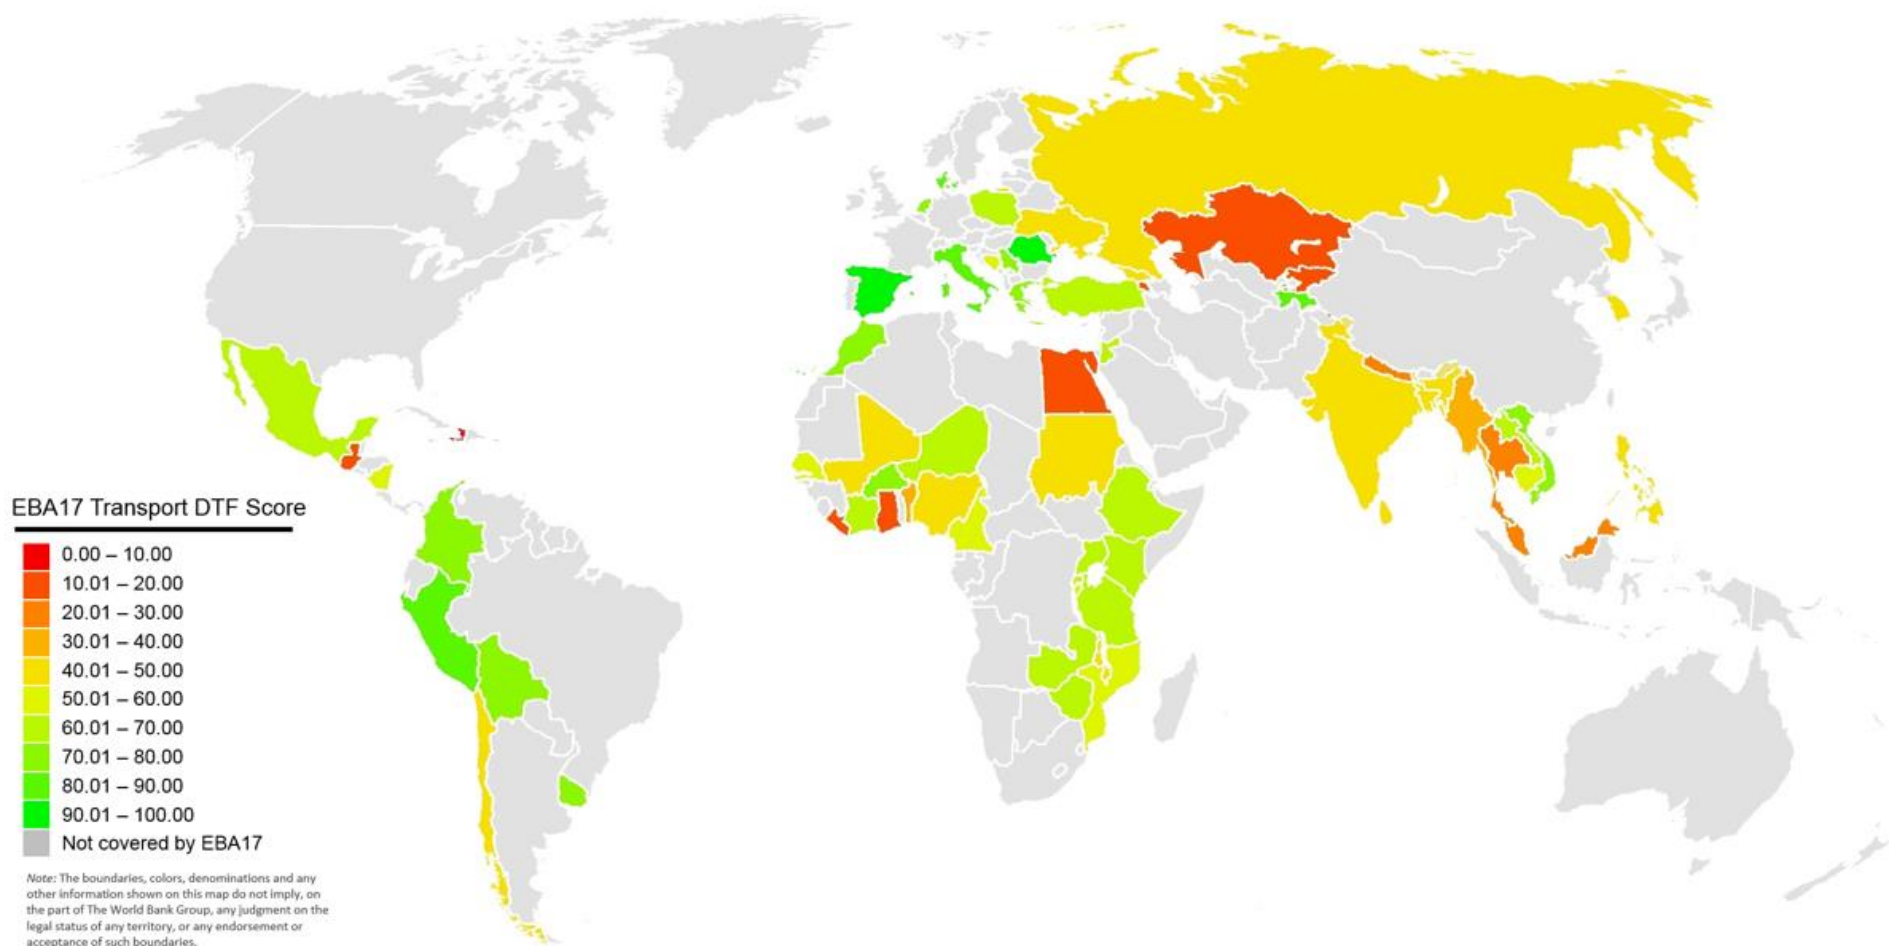 EBA17 Transport DTF Score
0.00 – 10.00
10.01 – 20.00
20.01 – 30.00
30.01 – 40.00
40.01 – 50.00
50.01 – 60.00
60.01 – 70.00
70.01 – 80.00
80.01 – 90.00
90.01 – 100.00
Not covered by EBA17
Note: The boundaries, colors, denominations and any
other information shown on this map do not imply, on
the part of The World Bank Group, any judgment on the
legal status of any territory, or any endorsement or
acceptance of such boundaries.